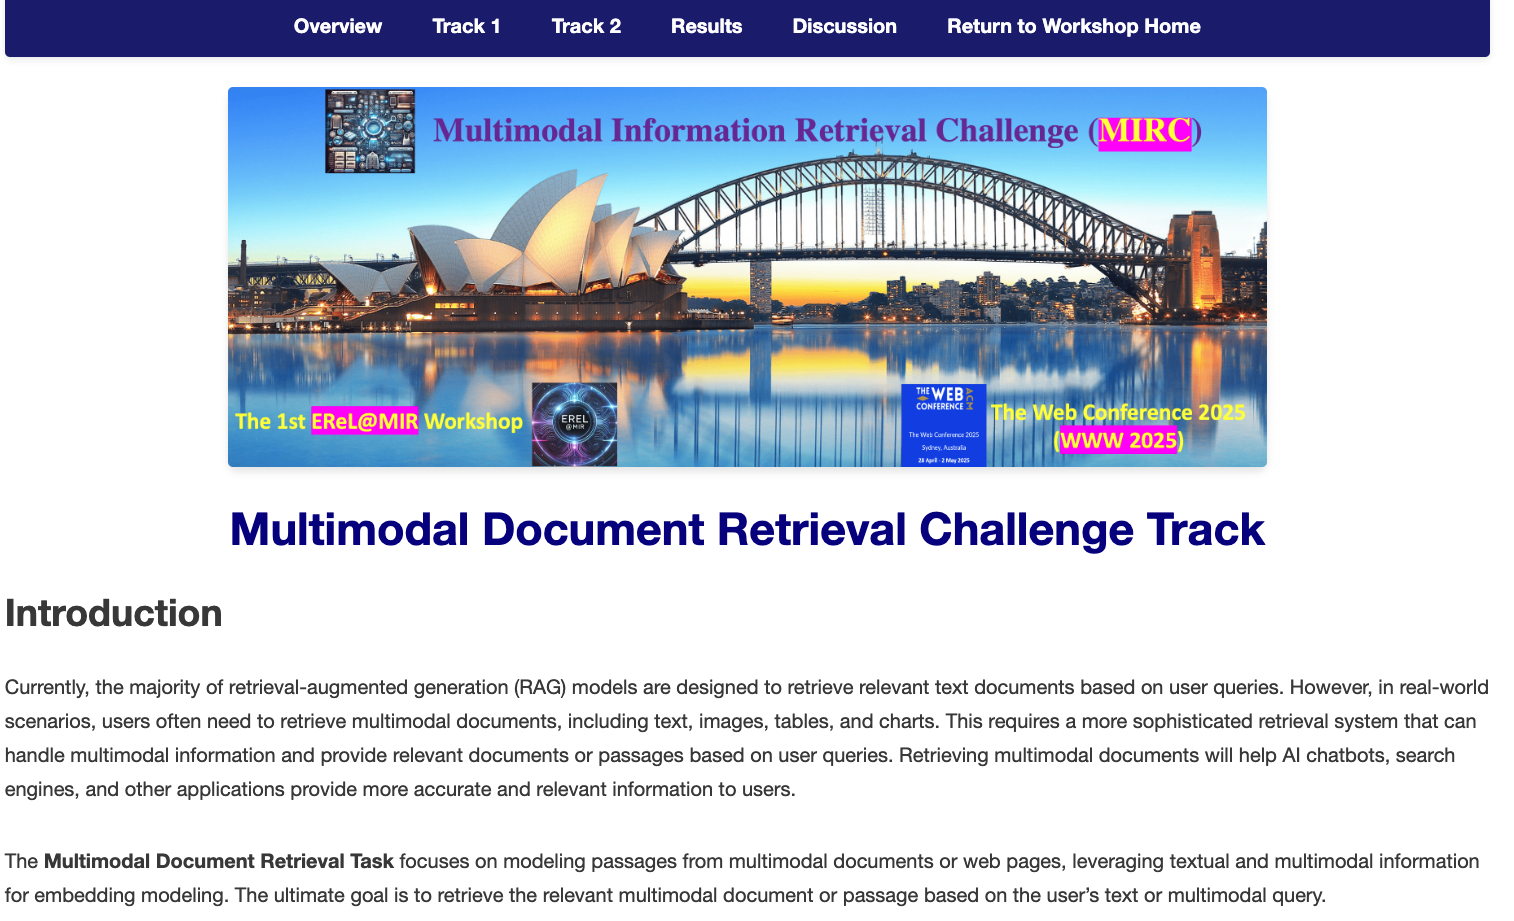 Overview Track 1 Track 2 Results Discussion Return to Workshop Home
Multimodal Information Retrieval Challenge (MIRC)
The 1st EReL@MIR Workshop
EREL
@MIR
THE WEB CONFERENCE ACM
The Web Conference 2025
Sydney, Australia
28 April - 2 May 2025
The Web Conference 2025
(WWW 2025)
Multimodal Document Retrieval Challenge Track
Introduction
Currently, the majority of retrieval-augmented generation (RAG) models are designed to retrieve relevant text documents based on user queries. However, in real-world
scenarios, users often need to retrieve multimodal documents, including text, images, tables, and charts. This requires a more sophisticated retrieval system that can
handle multimodal information and provide relevant documents or passages based on user queries. Retrieving multimodal documents will help AI chatbots, search
engines, and other applications provide more accurate and relevant information to users.
The Multimodal Document Retrieval Task focuses on modeling passages from multimodal documents or web pages, leveraging textual and multimodal information
for embedding modeling. The ultimate goal is to retrieve the relevant multimodal document or passage based on the user’s text or multimodal query.